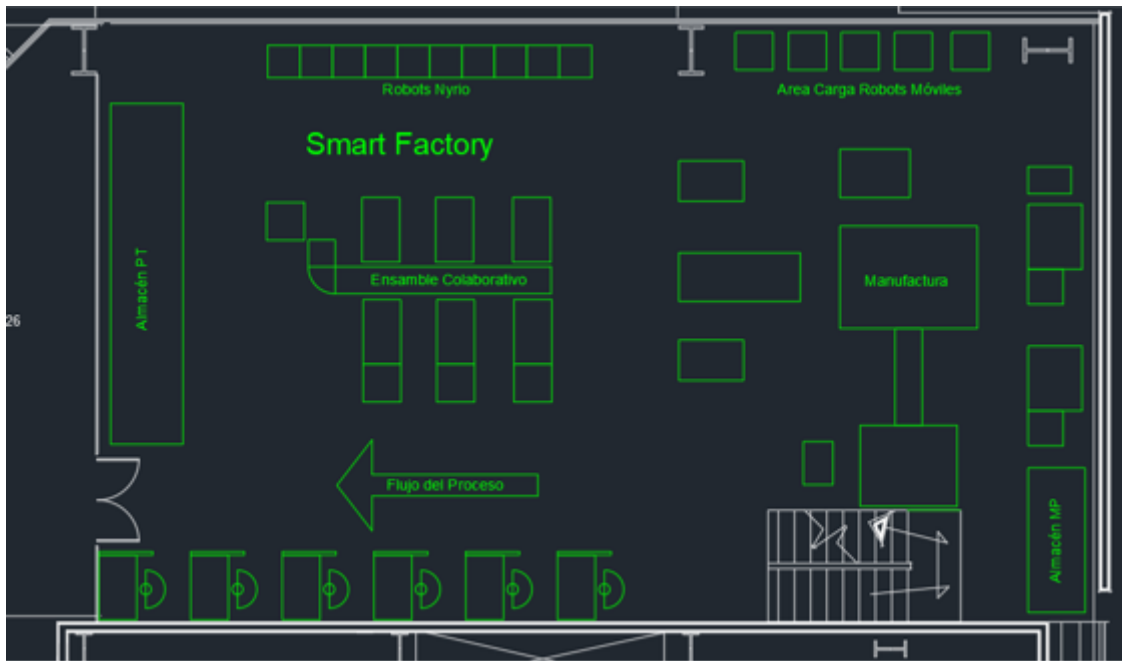 Robots Nyrio
Area Carga Robots Móviles
Smart Factory
Almacén PT
Ensamble Colaborativo
Manufactura
26
Flujo del Proceso
Almacén MP